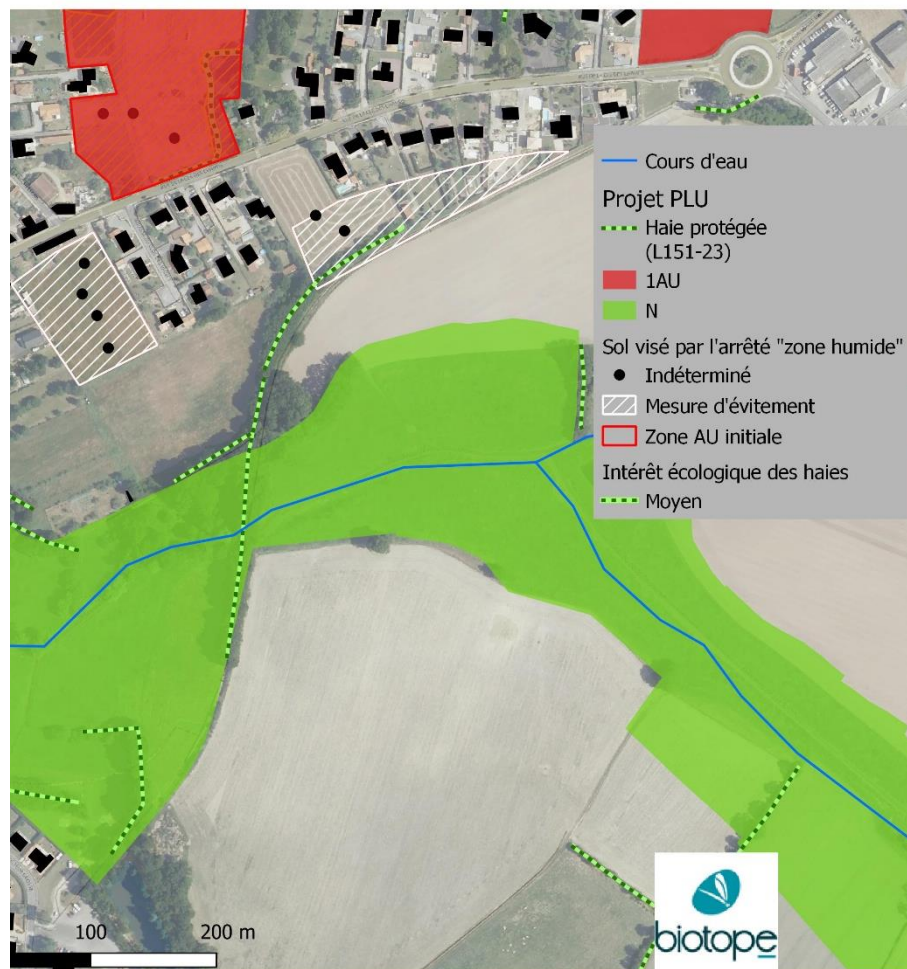 Cours d'eau
Projet PLU
Haie protégée
(L151-23)
1AU
N
Sol visé par l'arrêté "zone humide"
Indéterminé
Mesure d'évitement
Zone AU initiale
Intérêt écologique des haies
Moyen
100
200 m
biotope